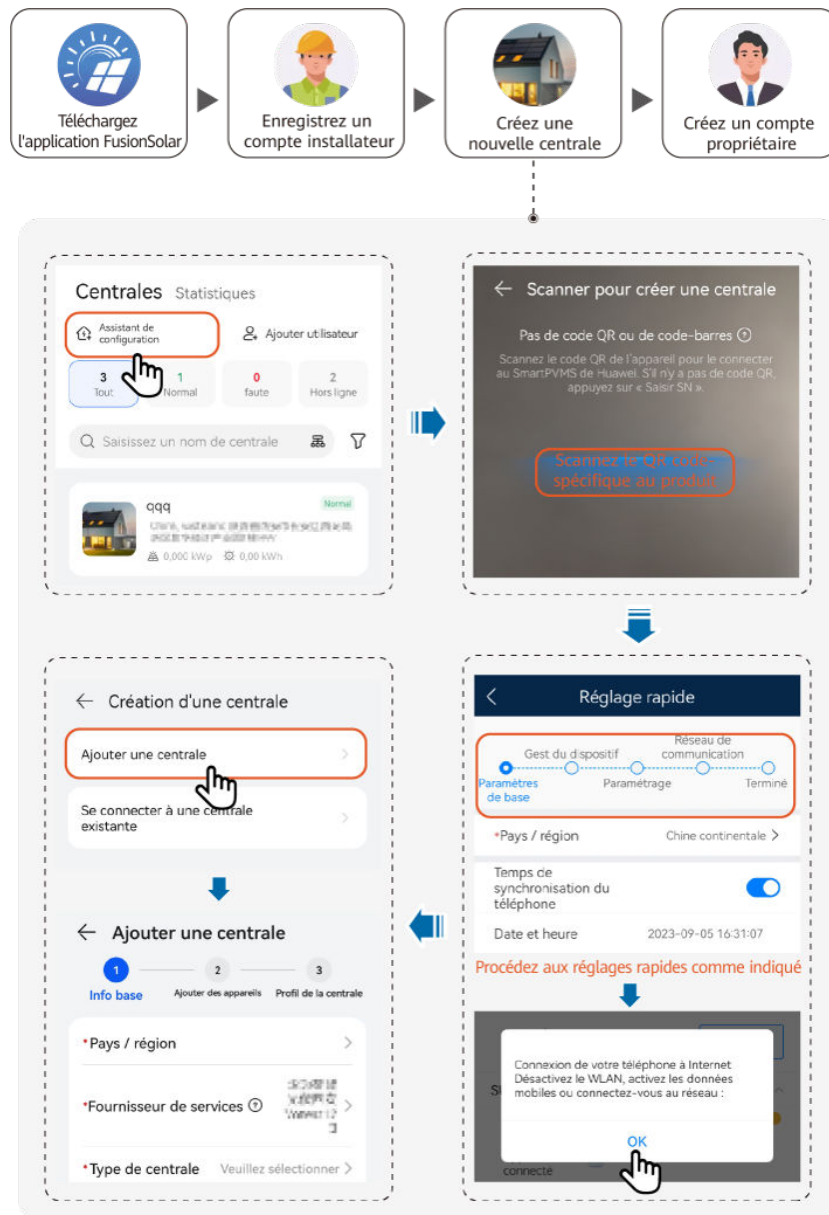 Téléchargez
l'application FusionSolar
Enregistrez un
compte installateur
Créez une
nouvelle centrale
Créez un compte
propriétaire
Centrales Statistiques
Assistant de
configuration
Ajouter utilisateur
3
Tout
1
Normal
0
faute
2
Hors ligne
Saisissez un nom de centrale
qqq
Normal
0,000 kWp 0,00 kWh
Scanner pour créer une centrale
Pas de code QR ou de code-barres
Scannez le code QR de l'appareil pour le connecter
au SmartPVMS de Huawei. S'il n'y a pas de code QR,
appuyez sur « Saisir SN ».
Scannez le QR code
spécifique au produit
Réglage rapide
Paramètres
de base
Gest du dispositif
Paramétrage
Réseau de
communication
Terminé
*Pays / région Chine continentale >
Temps de
synchronisation du
téléphone
Date et heure 2023-09-05 16:31:07
Procédez aux réglages rapides comme indiqué
Connexion de votre téléphone à Internet
Désactivez le WLAN, activez les données
mobiles ou connectez-vous au réseau :
OK
connecté
Création d'une centrale
Ajouter une centrale
Se connecter à une centrale
existante
Ajouter une centrale
1
Info base
2
Ajouter des appareils
3
Profil de la centrale
*Pays / région
*Fournisseur de services
*Type de centrale Veuillez sélectionner >